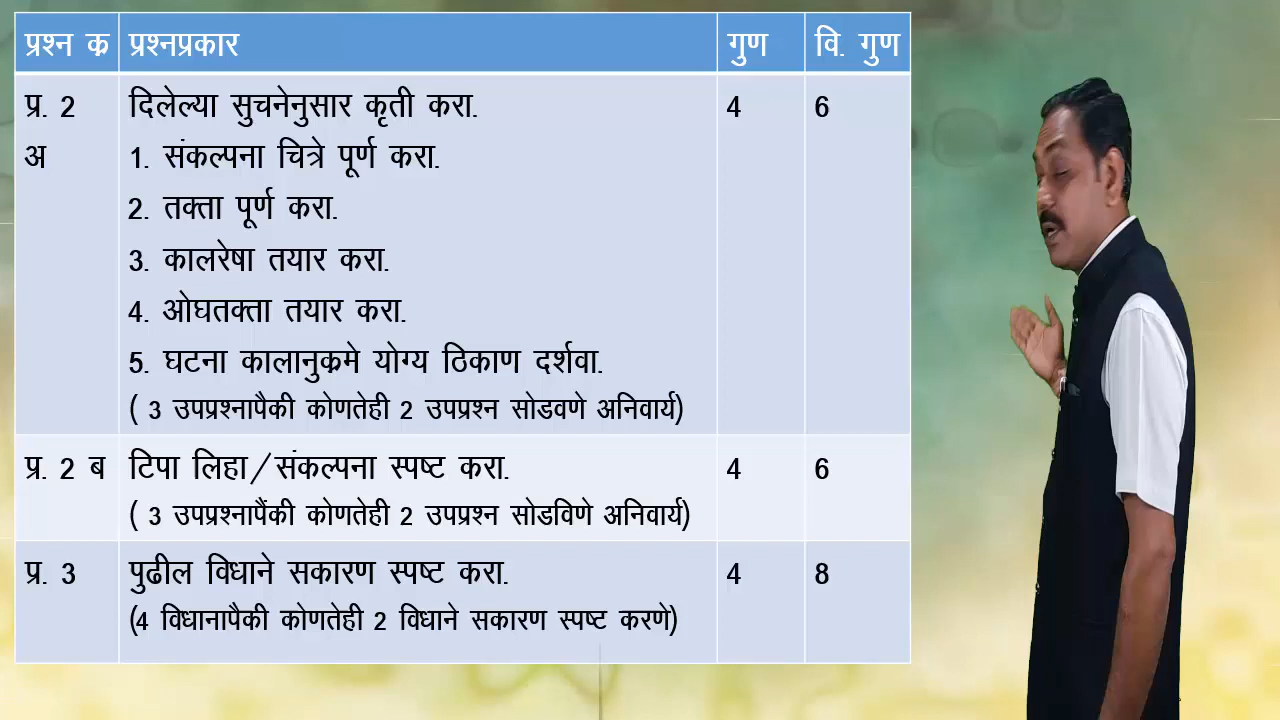 प्रश्न क्र प्रश्नप्रकार गुण वि. गुण
प्र. 2 दिलेल्या सुचनेनुसार कृती करा. 4 6
अ 1. संकल्पना चित्रे पूर्ण करा.
2. तक्ता पूर्ण करा.
3. कालरेषा तयार करा.
4. ओघतक्ता तयार करा.
5. घटना कालानुक्रमे योग्य ठिकाण दर्शवा.
( 3 उपप्रश्नापैकी कोणतेही 2 उपप्रश्न सोडवणे अनिवार्य)
प्र. 2 ब टिपा लिहा/संकल्पना स्पष्ट करा. 4 6
( 3 उपप्रश्नापैंकी कोणतेही 2 उपप्रश्न सोडविणे अनिवार्य)
प्र. 3 पुढील विधाने सकारण स्पष्ट करा. 4 8
(4 विधानापैकी कोणतेही 2 विधाने सकारण स्पष्ट करणे)